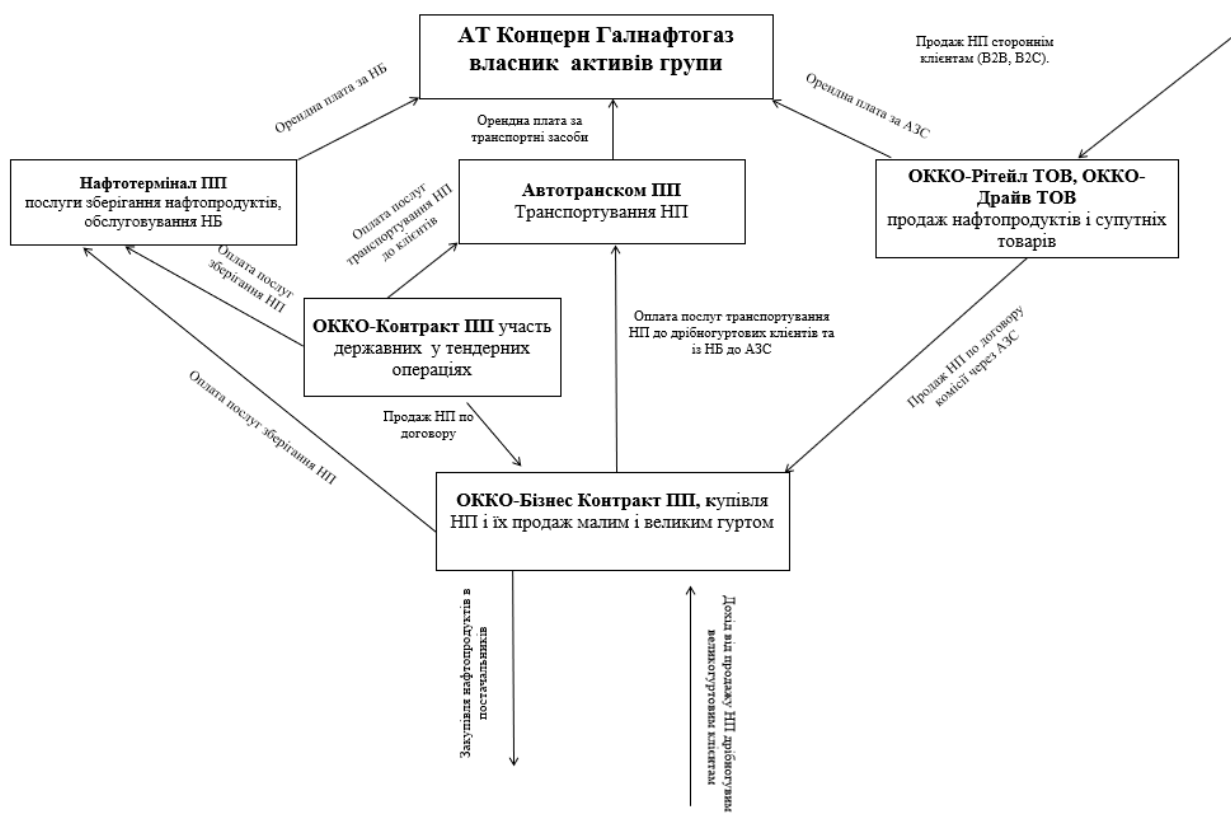 АТ Концерн Галнафтогаз
власник активів групи
Продаж НП стороннім
клієнтам (B2B, B2C).
Орендна плата за НБ
Орендна плата за
транспортні засоби
Орендна плата за АЗС
Нафтотермінал ПП
послуги зберігання нафтопродуктів,
обслуговування НБ
Автотранском ПП
Транспортування НП
ОККО-Рітейл ТОВ, ОККО-
Драйв ТОВ
продаж нафтопродуктів і супутніх
товарів
Оплата послуг
транспортування НП
до клієнтів
Оплата послуг
зберігання НП
ОККО-Контракт ПП участь
державних у тендерних
операціях
Оплата послуг транспортування
НП до дрібногуртових клієнтів та
із НБ до АЗС
Продаж НП по договору
комісії через АЗС
Оплата послуг зберігання НП
Продаж НП по
договору
ОККО-Бізнес Контракт ПП, купівля
НП і їх продаж малим і великим гуртом
Закупівля нафтопродуктів в
постачальників
Дохід від продажу НП дрібногувим
великогуртовим клієнтам